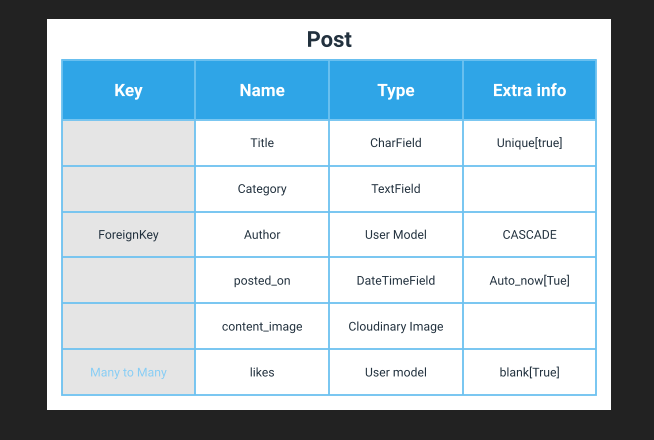 Post
Key Name Type Extra info
Title CharField Unique[true]
Category TextField
ForeignKey Author User Model CASCADE
posted_on DateTimeField Auto_now[Tue]
content_image Cloudinary Image
Many to Many likes User model blank[True]